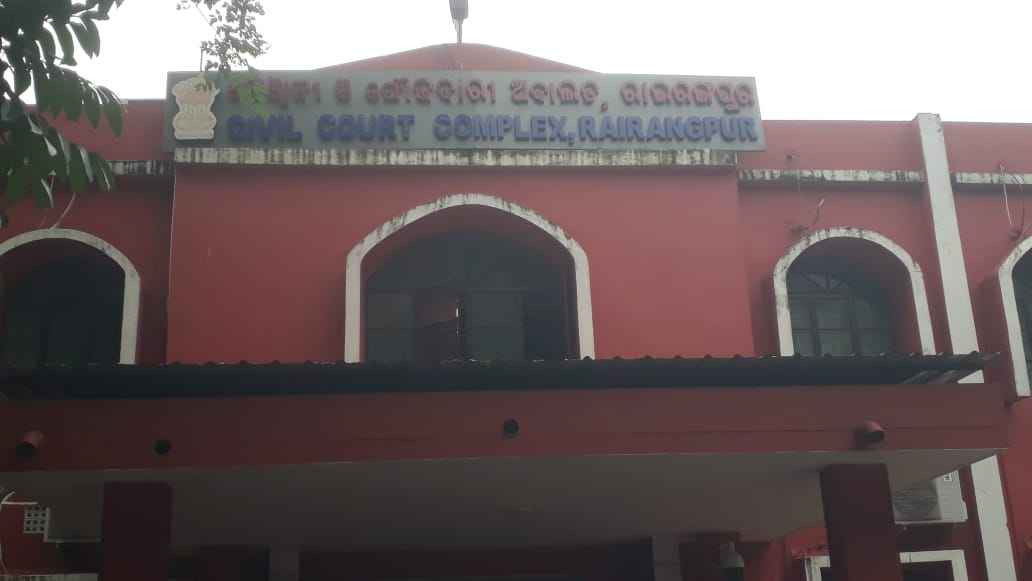 ଦେୱାନୀ ଓ ଫୌଜଦାରୀ ଅଦାଲତ, ରାଇରଙ୍ଗପୁର
CIVIL COURT COMPLEX, RAIRANGPUR